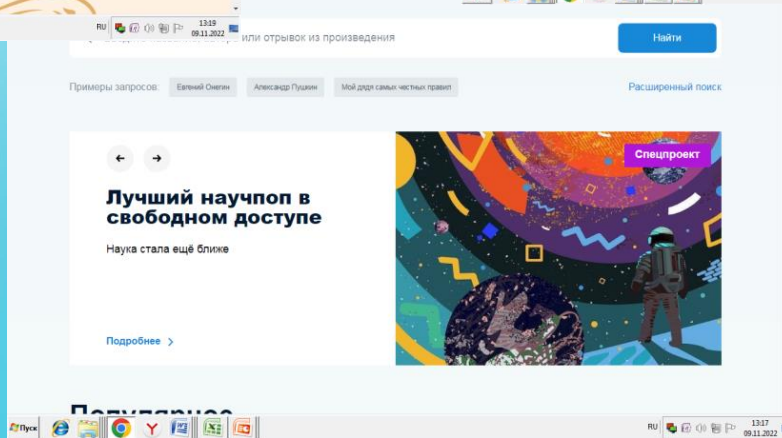 RU 13:19
09.11.2022
или отрывок из произведения
Найти
Примеры запросов: Евгений Онегин Александр Пушкин Мой дядя самых честных правил Расширенный поиск
Спецпроект
Лучший научпоп в
свободном доступе
Наука стала ещё ближе
Подробнее
Популярное
Пуск
RU 13:17
09.11.2022